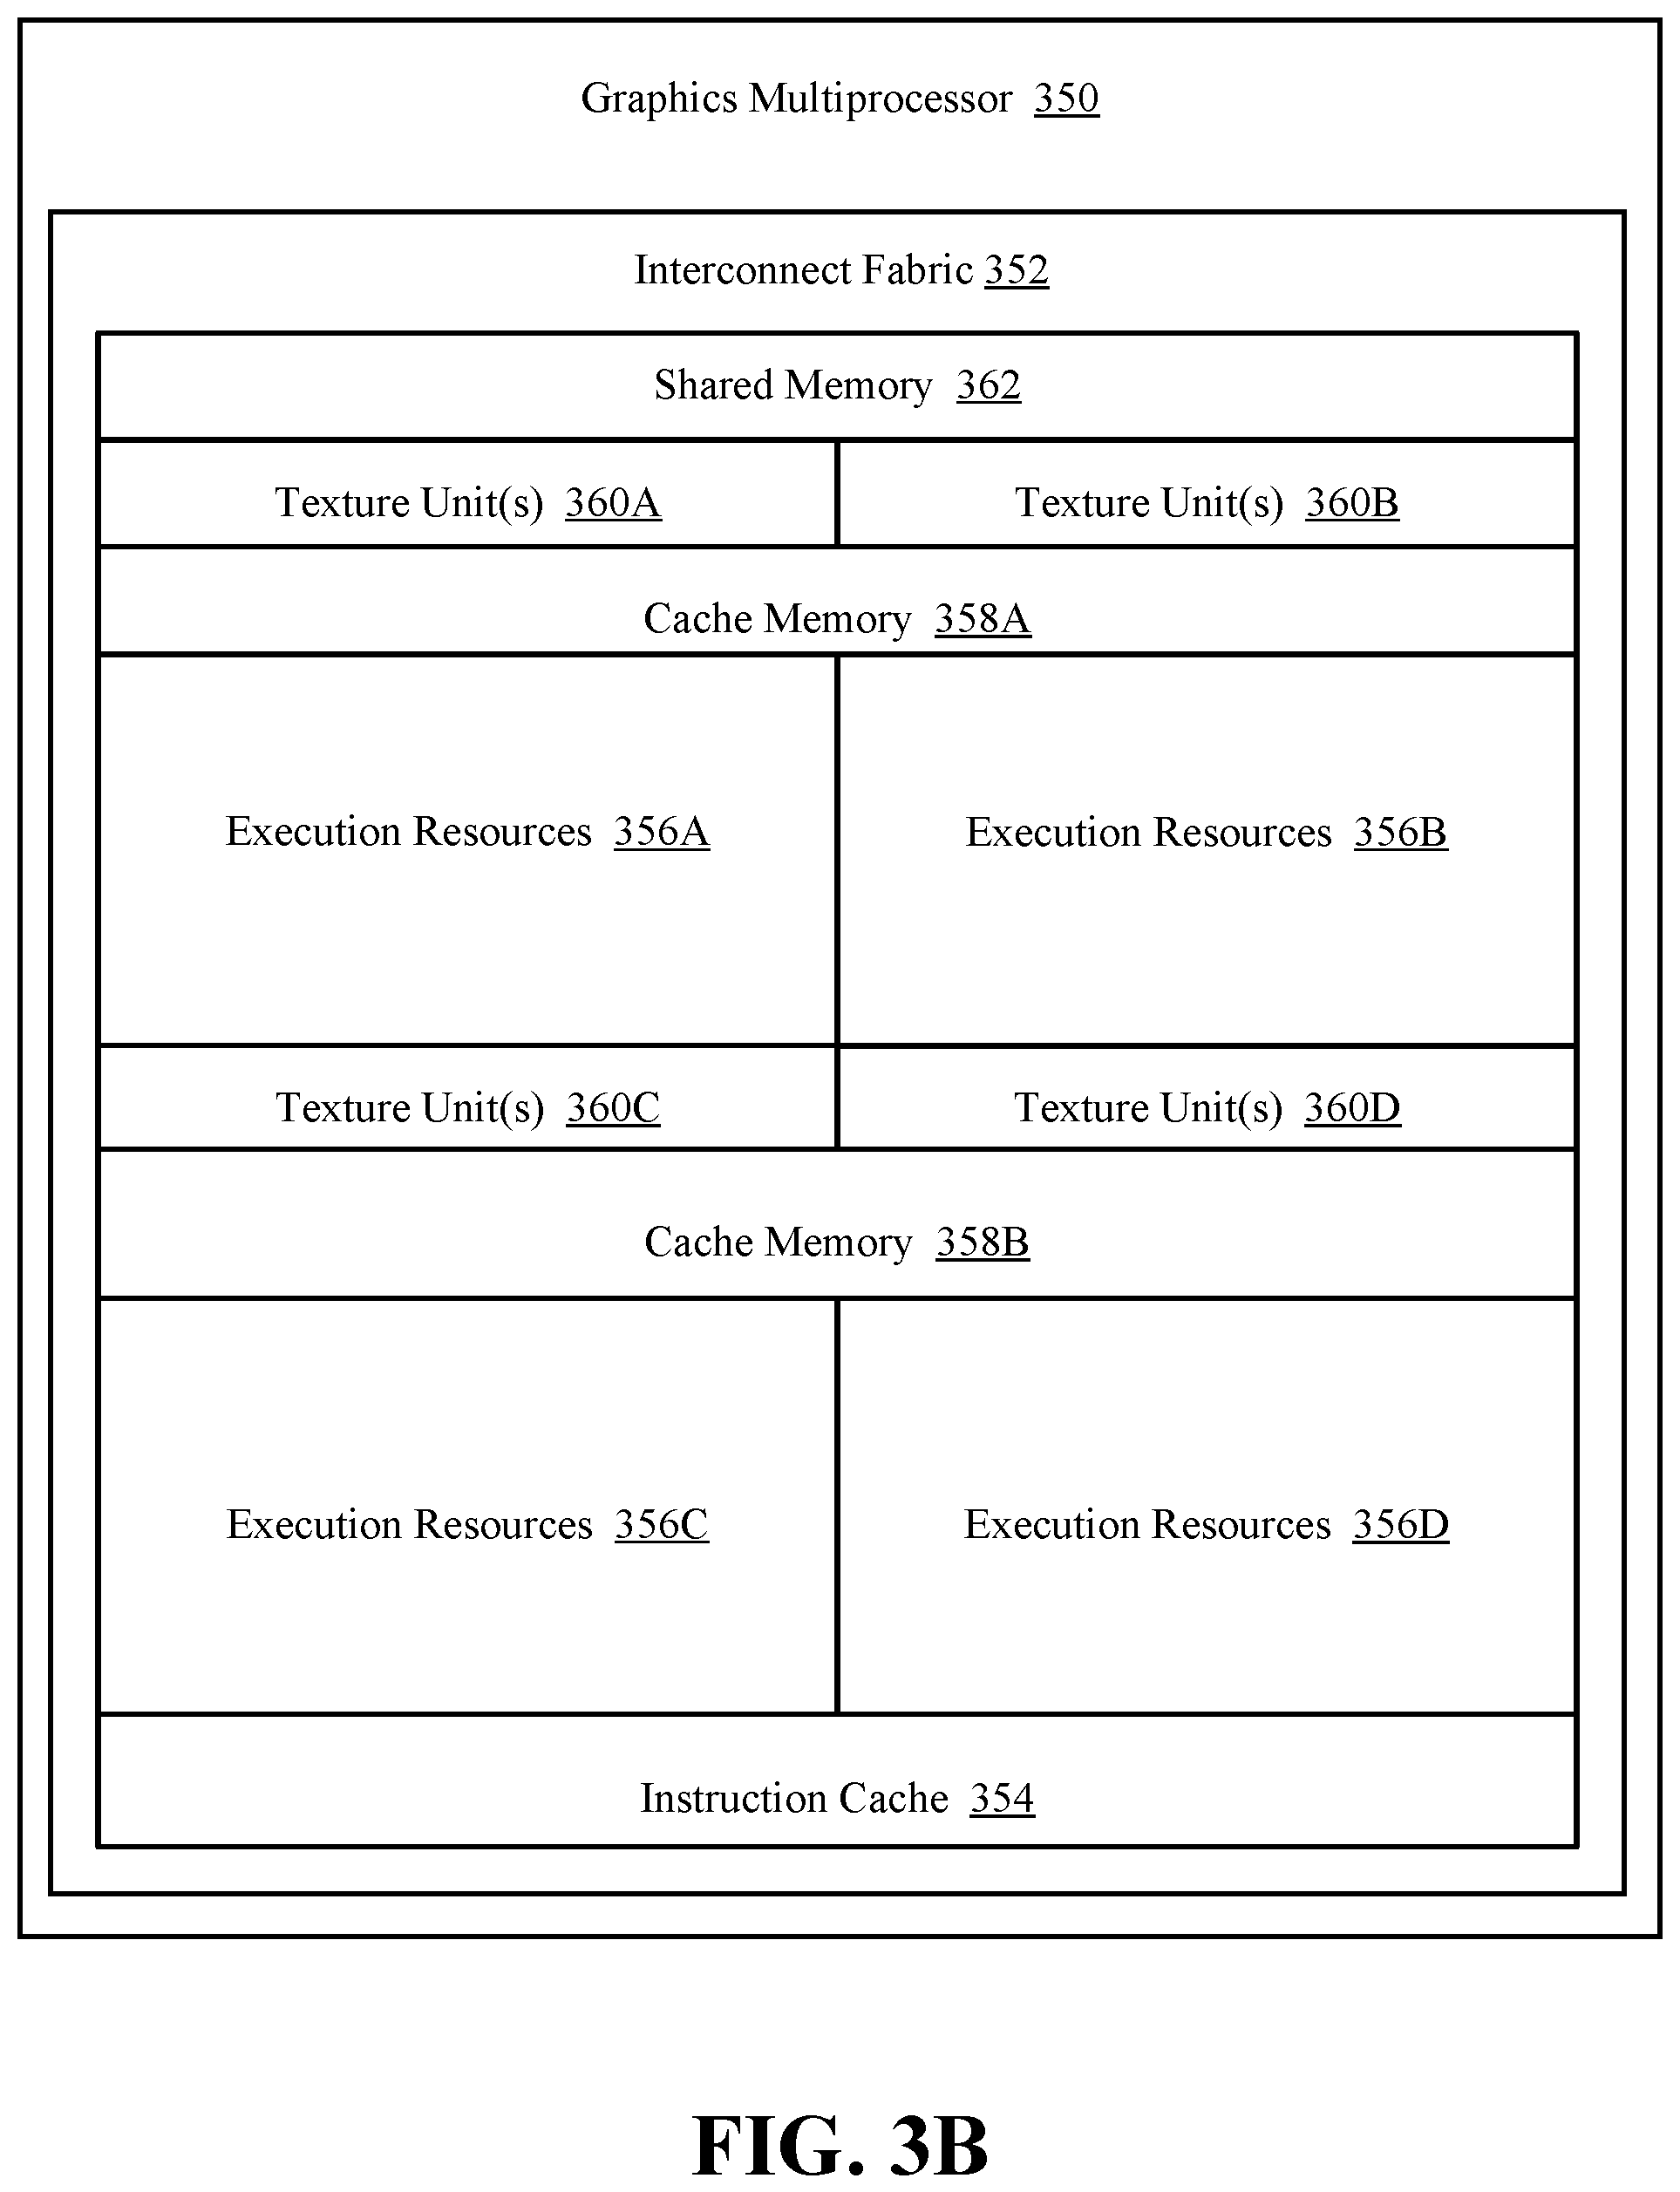 Graphics Multiprocessor 350
Interconnect Fabric 352
Shared Memory 362
Texture Unit(s) 360A
Texture Unit(s) 360B
Cache Memory 358A
Execution Resources 356A
Execution Resources 356B
Texture Unit(s) 360C
Texture Unit(s) 360D
Cache Memory 358B
Execution Resources 356C
Execution Resources 356D
Instruction Cache 354
FIG. 3B